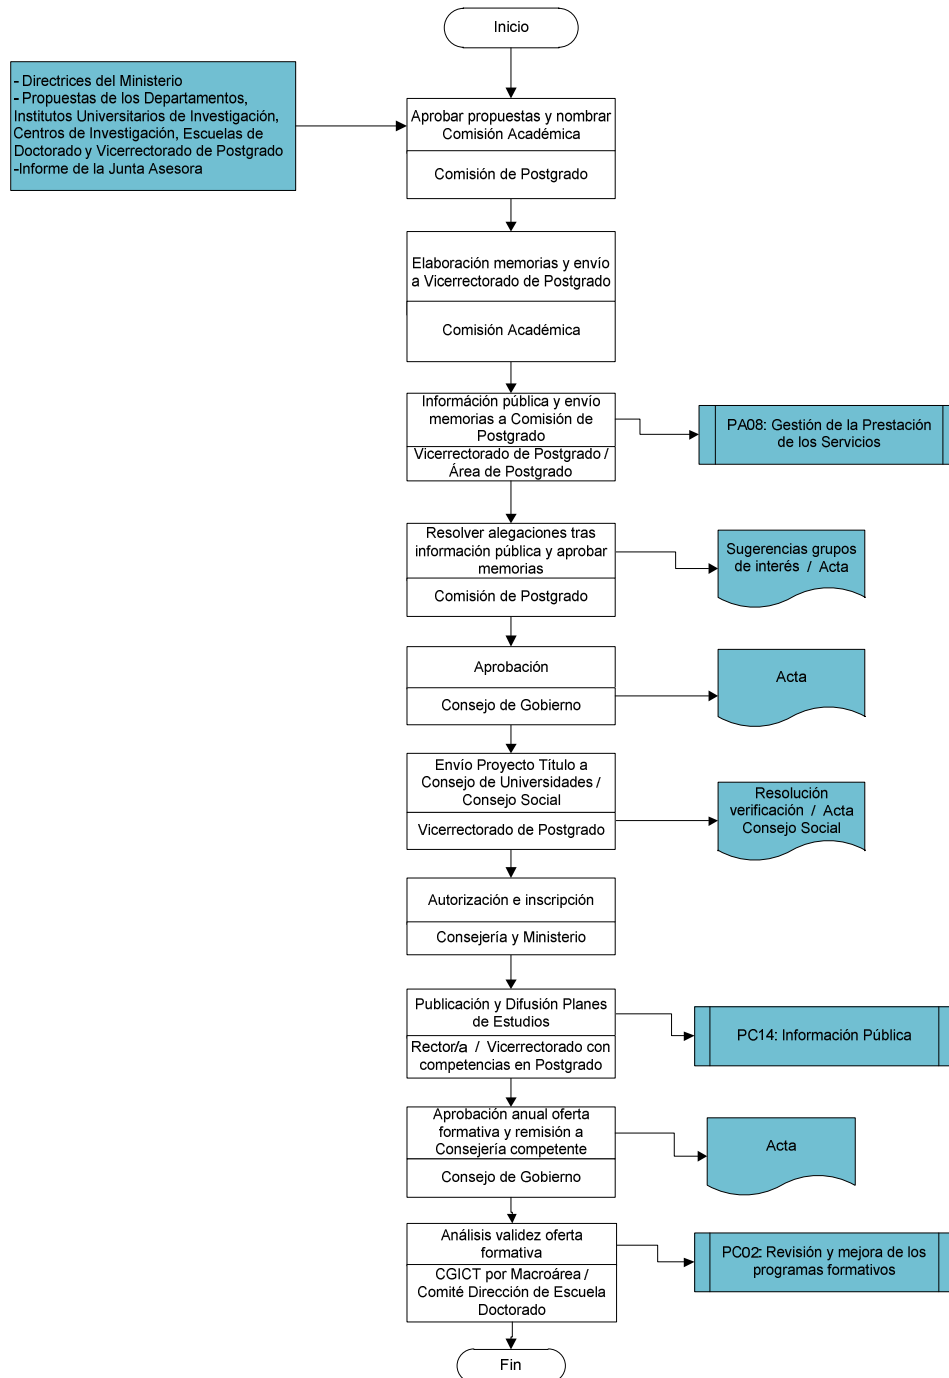 Inicio
- Directrices del Ministerio
- Propuestas de los Departamentos,
Institutos Universitarios de Investigación,
Centros de Investigación, Escuelas de
Doctorado y Vicerrectorado de Postgrado
-Informe de la Junta Asesora
Aprobar propuestas y nombrar
Comisión Académica
Comisión de Postgrado
Elaboración memorias y envío
a Vicerrectorado de Postgrado
Comisión Académica
Információn pública y envío
memorias a Comisión de
Postgrado
Vicerrectorado de Postgrado /
Área de Postgrado
PA08: Gestión de la Prestación
de los Servicios
Resolver alegaciones tras
información pública y aprobar
memorias
Comisión de Postgrado
Sugerencias grupos
de interés / Acta
Aprobación
Consejo de Gobierno
Acta
Envío Proyecto Título a
Consejo de Universidades /
Consejo Social
Vicerrectorado de Postgrado
Resolución
verificación / Acta
Consejo Social
Autorización e inscripción
Consejería y Ministerio
Publicación y Difusión Planes
de Estudios
Rector/a / Vicerrectorado con
competencias en Postgrado
PC14: Información Pública
Aprobación anual oferta
formativa y remisión a
Consejería competente
Consejo de Gobierno
Acta
Análisis validez oferta
formativa
CGICT por Macroárea /
Comité Dirección de Escuela
Doctorado
PC02: Revisión y mejora de los
programas formativos
Fin